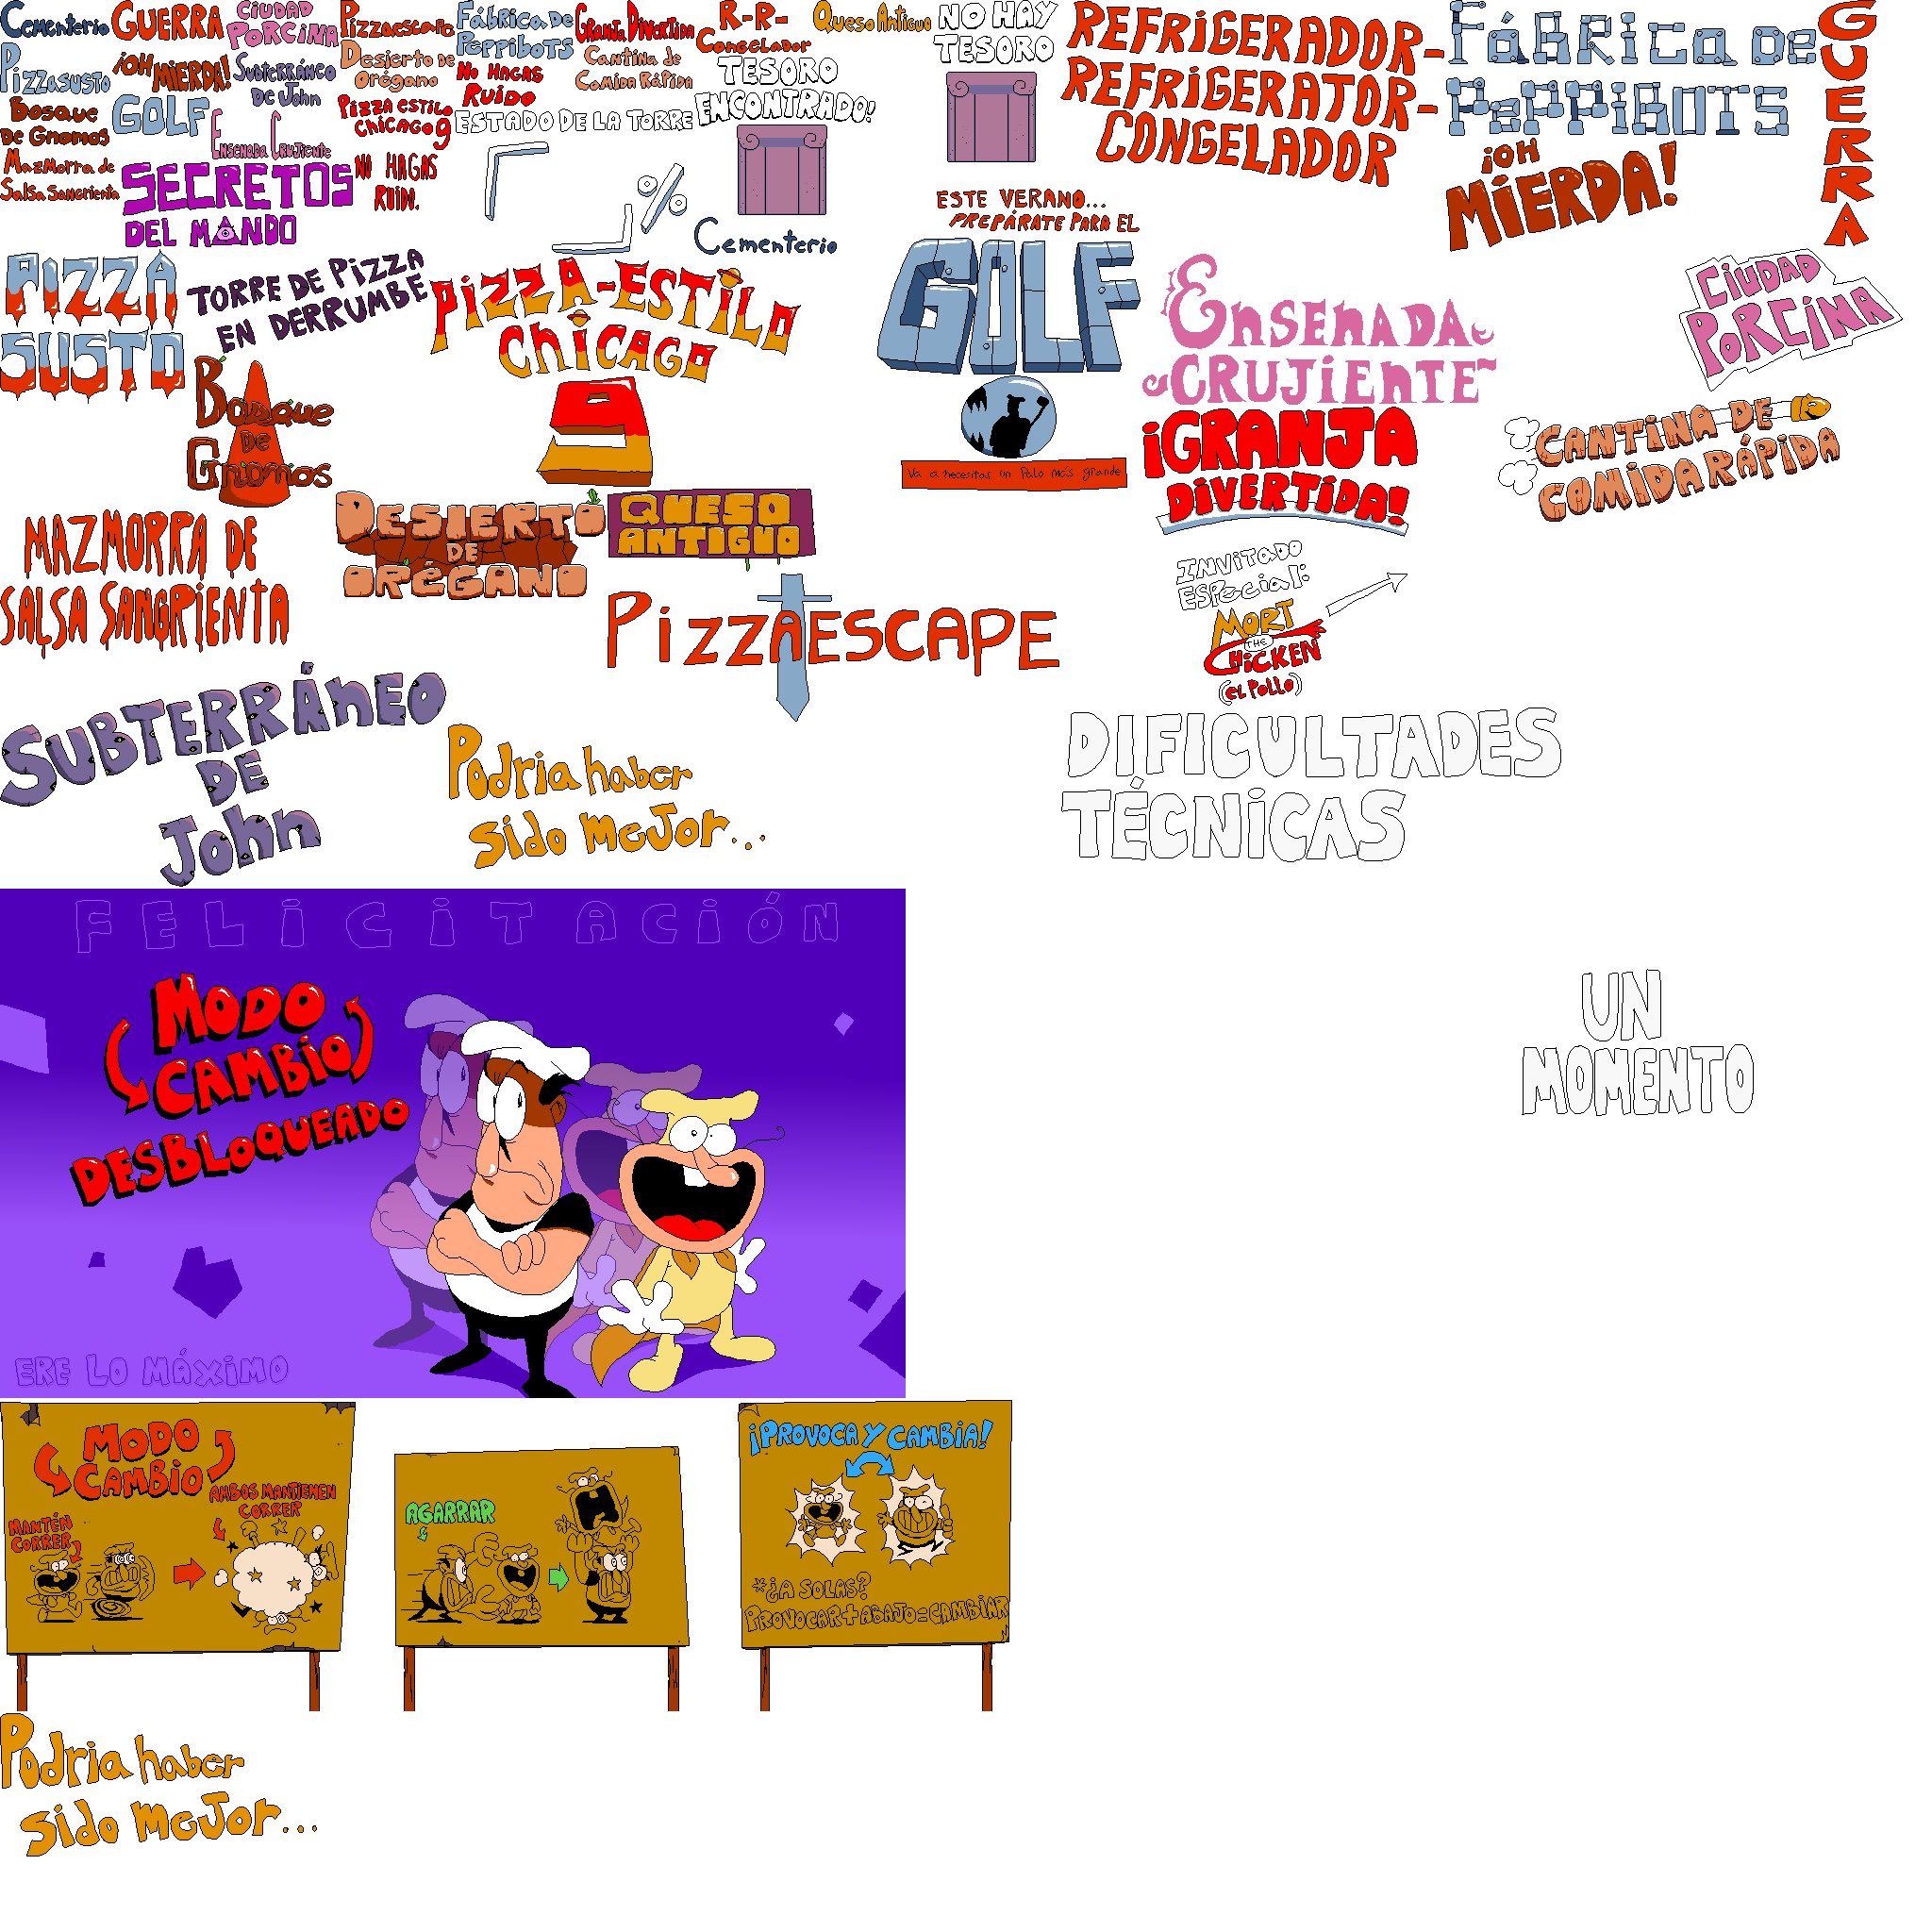 Cementerio
GUERRA
CIUDAD
PORCINA
Pizzaescape
Fábrica De
PeppiBOTS
Granja Divertida
R-R-
Congelador
Queso Antiguo
NO HAY
TESORO
REFRIGERADOR-
REFRIGERATOR-
CONGELADOR
FáBRica De
PePPiBOTS
GUERRA
Pizzasusto
¡OH
MIERDA!
Subterráneo
De John
Desierto de
Orégano
No HAGAS
RUIDO
Cantina de
Comida Rápida
TESORO
ENCONTRADO!
Bosque
De Gnomos
GOLF
Ensenada Crujiente
Pizza estilo
Chicago 9
ESTADO DE LA TORRE
Mazmorra de
Salsa Sangrienta
SECRETOS
DEL MANDO
NO HAGAS
RUIDO.
%
Cementerio
ESTE VERANO...
PREPÁRATE PARA EL
GOLF
Va a necesitar un Palo más grande
¡OH
MIERDA!
PIZZA
SUSTO
TORRE DE PIZZA
EN DERRUMBE
PIZZA-ESTILO
CHICAGO
9
ENSENADA
CRUJIENTE
CIUDAD
PORCINA
Bosque
De
Gnomos
¡GRANJA
DIVERTIDA!
CANTINA DE
COMIDA RÁPIDA
MAZMORRA DE
SALSA SANGRIENTA
DESIERTO
DE
ORÉGANO
QUESO
ANTIGUO
PizzAESCAPE
INVITADO
ESPECIAL:
MORT
THE
CHICKEN
(EL POLLO)
SUBTERRÁNEO
DE
John
Podria haber
sido meJor...
DIFICULTADES
TÉCNICAS
FELICITACIÓN
MODO
CAMBIO
DESBLOQUEADO
ERE LO MÁXIMO
UN
MOMENTO
MODO
CAMBIO
MANTÉN
CORRER
AMBOS MANTIENEN
CORRER
AGARRAR
¡PROVOCA Y CAMBIA!
*¿A SOLAS?
PROVOCAR+ABAJO=CAMBIAR
Podria haber
sido meJor...